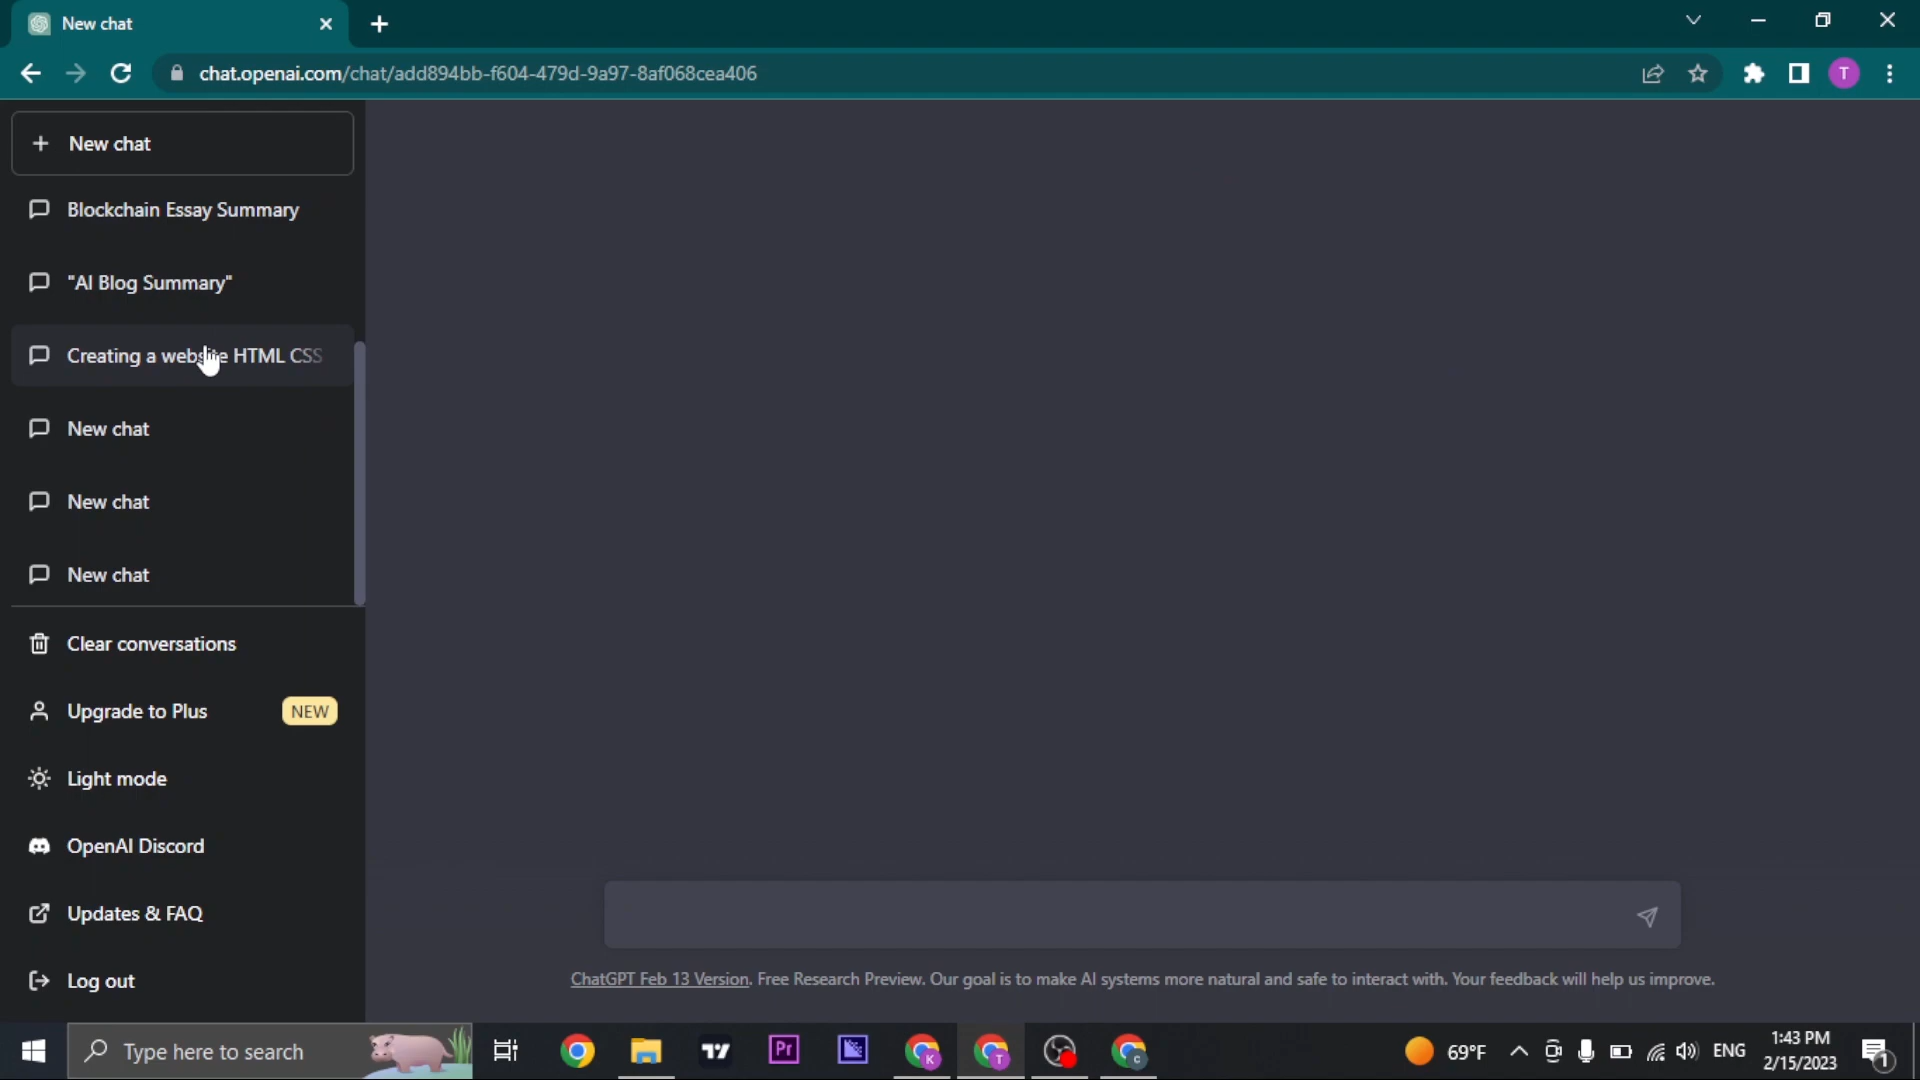 New chat
chat.openai.com/chat/add894bb-f604-479d-9a97-8af068cea406
T
New chat
Blockchain Essay Summary
"AI Blog Summary"
Creating a website HTML CSS
New chat
New chat
New chat
Clear conversations
Upgrade to Plus NEW
Light mode
OpenAI Discord
Updates & FAQ
Log out
ChatGPT Feb 13 Version. Free Research Preview. Our goal is to make AI systems more natural and safe to interact with. Your feedback will help us improve.
Type here to search
Pr
K
T
C
69°F
ENG
1:43 PM
2/15/2023
1